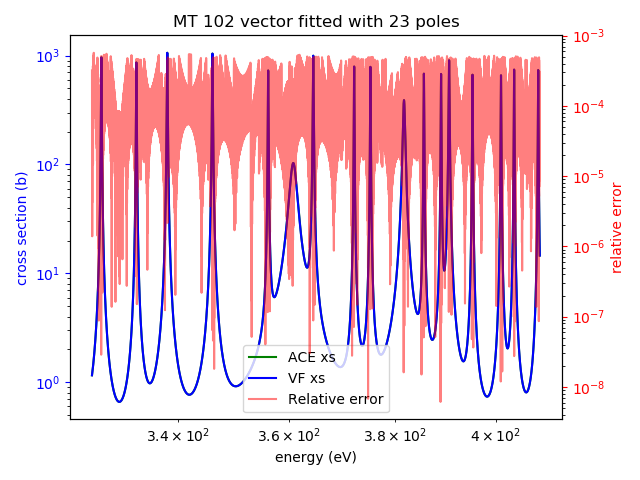 MT 102 vector fitted with 23 poles
10³
10²
10¹
10⁰
cross section (b)
10⁻³
10⁻⁴
10⁻⁵
10⁻⁶
10⁻⁷
10⁻⁸
relative error
ACE xs
VF xs
Relative error
3.4 × 10² 3.6 × 10² 3.8 × 10² 4 × 10²
energy (eV)